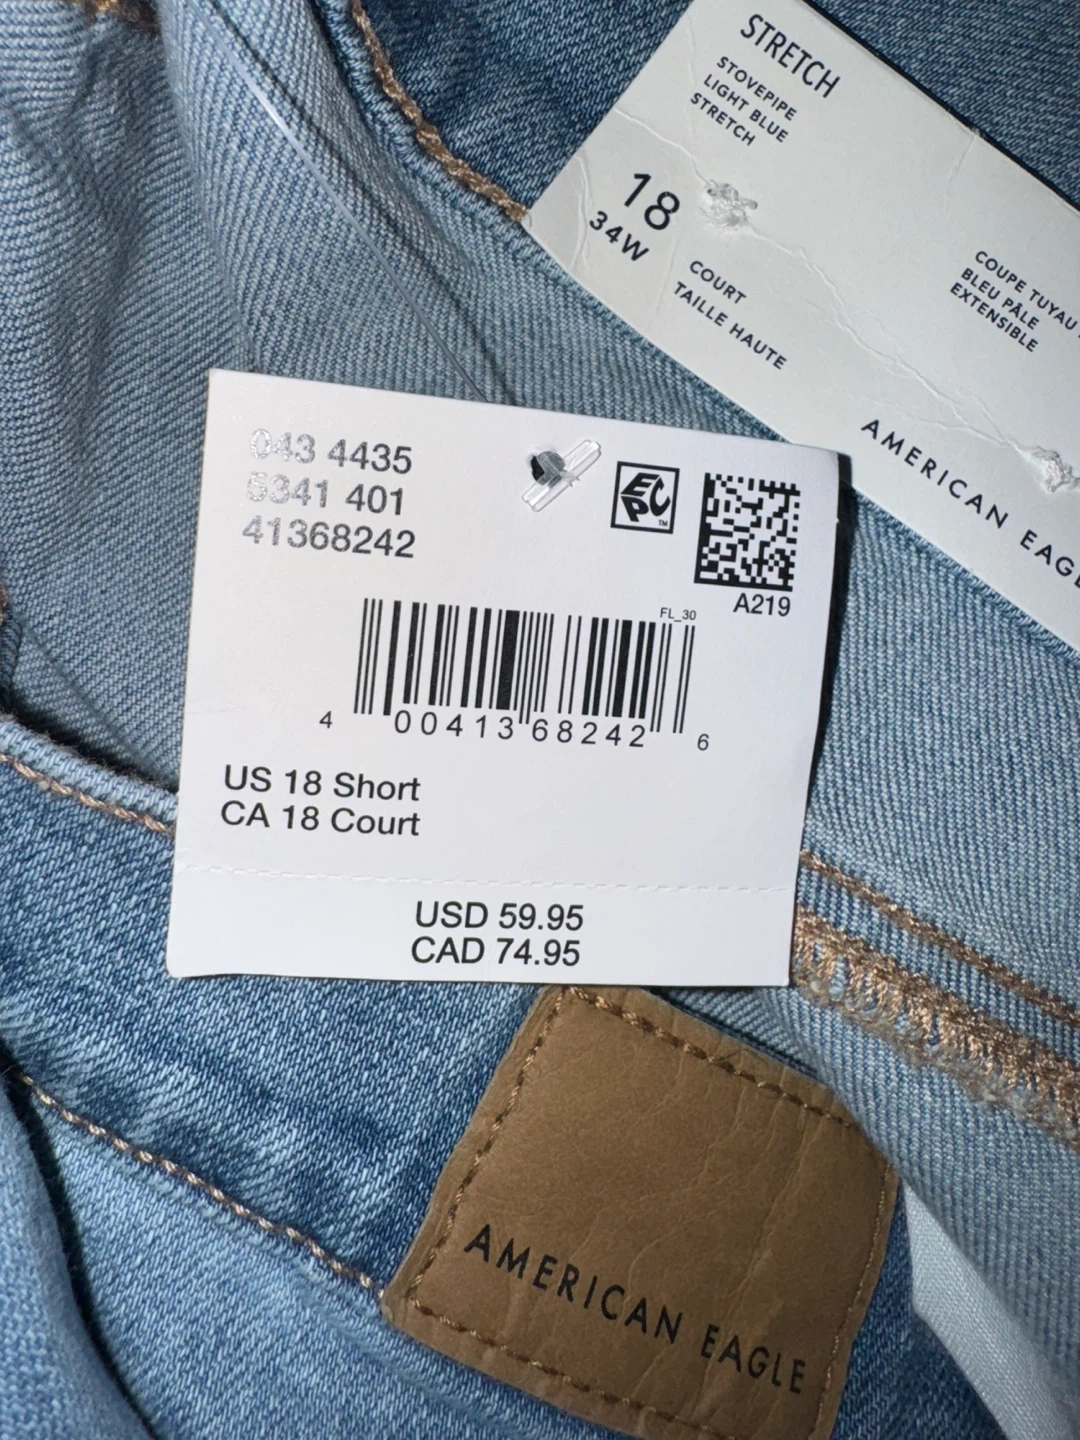 STRETCH
STOVEPIPE
LIGHT BLUE
STRETCH
18
34W
COURT
TAILLE HAUTE
COUPE TUYAU
BLEU PÂLE
EXTENSIBLE
AMERICAN EAGLE
043 4435
5341 401
41368242
EPC TM
A219
FL_30
4 00413 68242 6
US 18 Short
CA 18 Court
USD 59.95
CAD 74.95
AMERICAN EAGLE